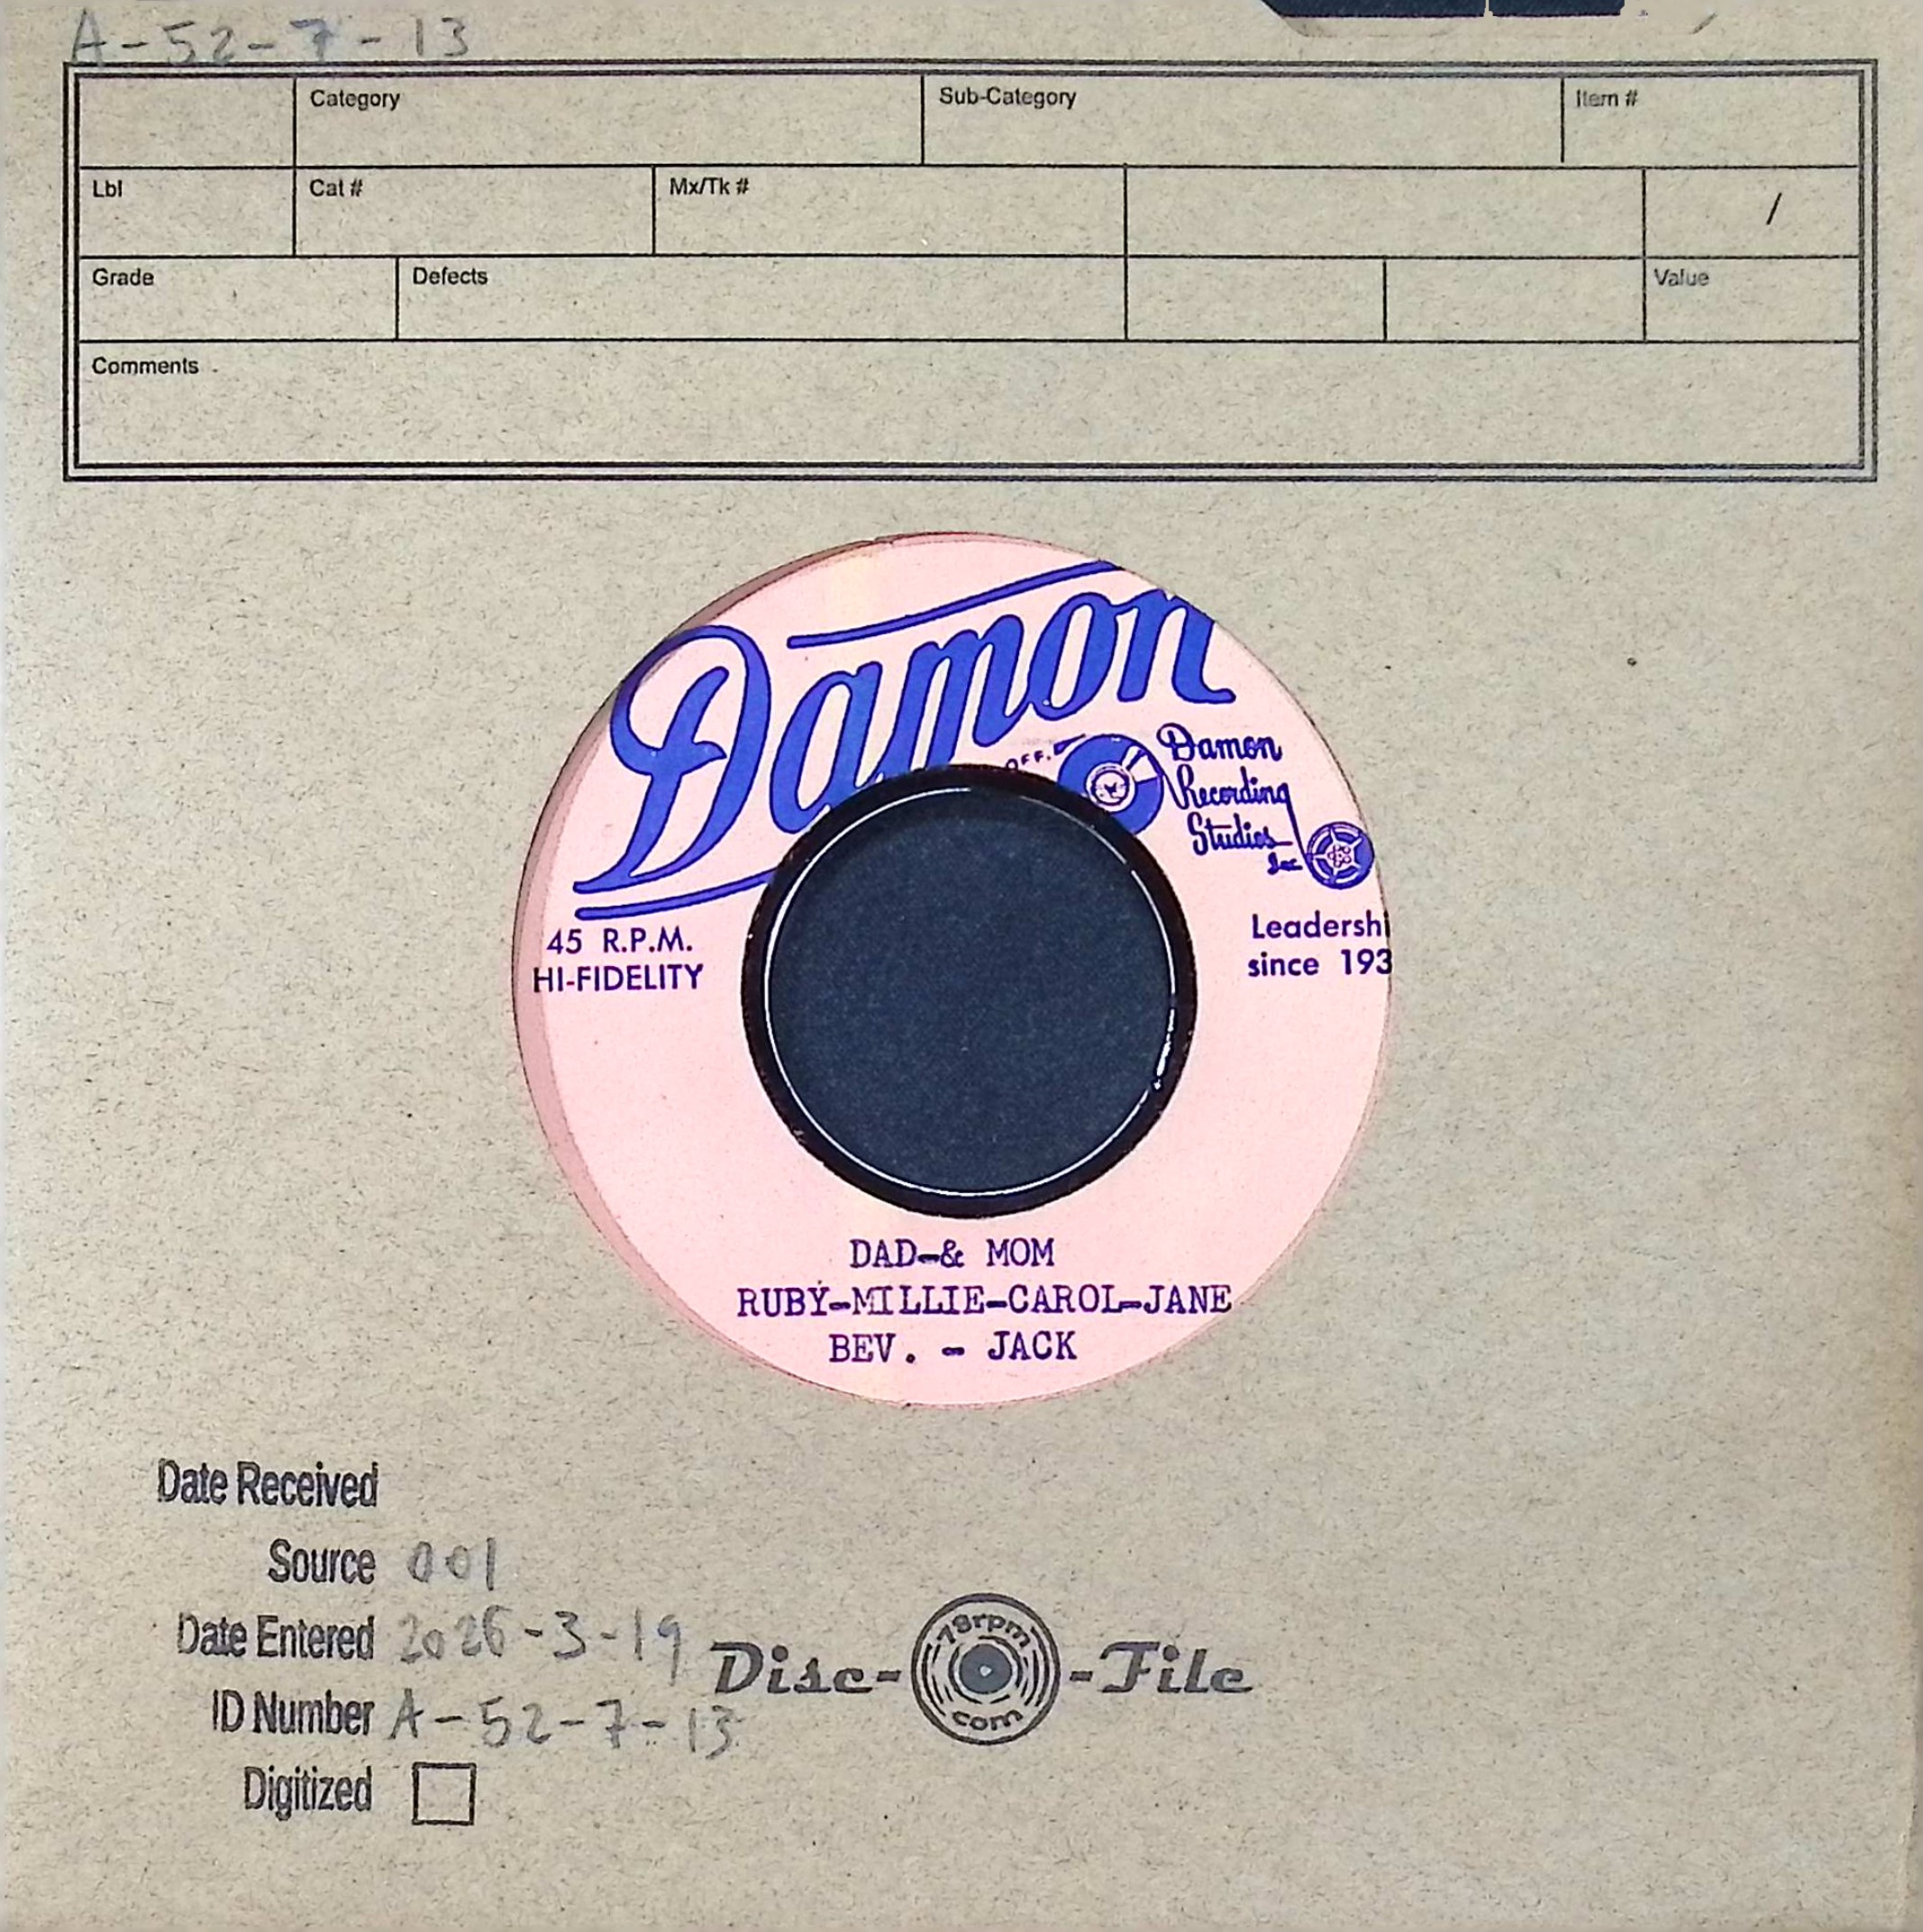 A-52-7-13
Category
Sub-Category
Item #
Lbl
Cat #
Mx/Tk #
/
Grade
Defects
Value
Comments
Damon
OFF.
Damon
Recording
Studios
Inc
45 R.P.M.
HI-FIDELITY
Leadershi
since 193
DAD-& MOM
RUBY-MILLIE-CAROL-JANE
BEV. - JACK
Date Received
Source 001
Date Entered 2026-3-19
ID Number A-52-7-13
Digitized
Disc-78rpm com-File